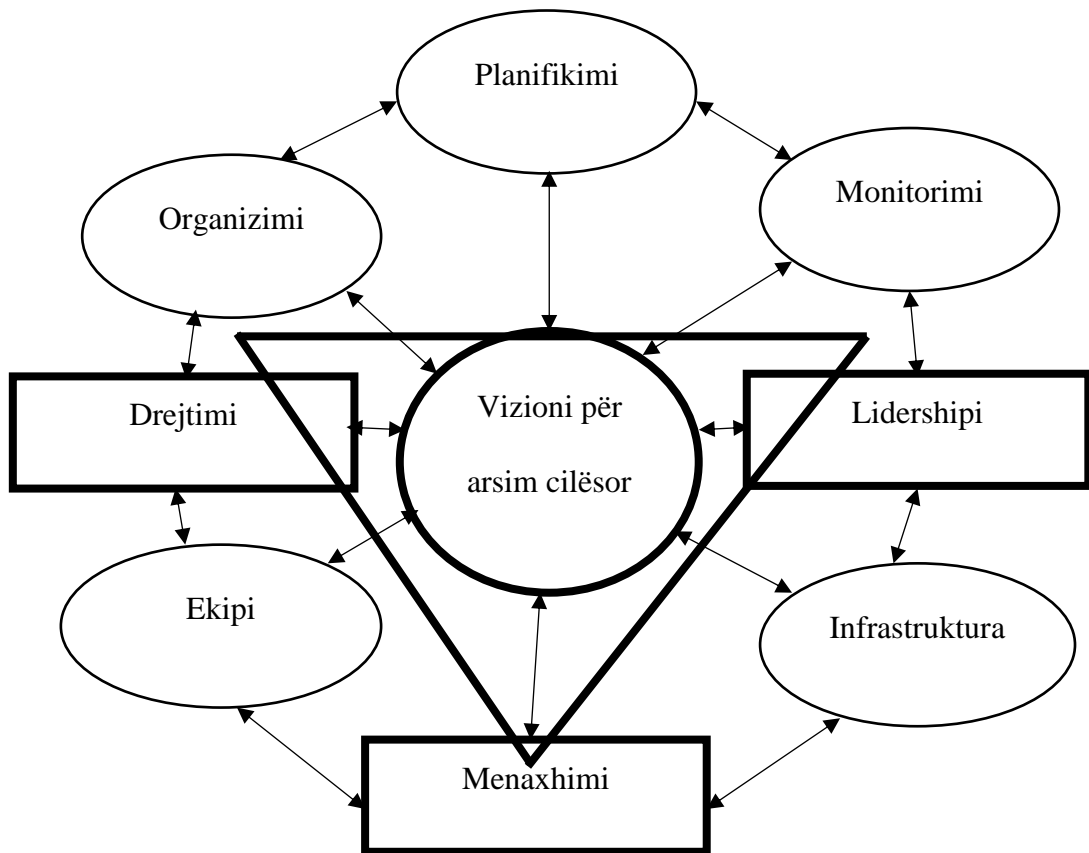 Planifikimi
Monitorimi
Organizimi
Drejtimi
Vizioni për
arsim cilësor
Lidershipi
Ekipi
Infrastruktura
Menaxhimi